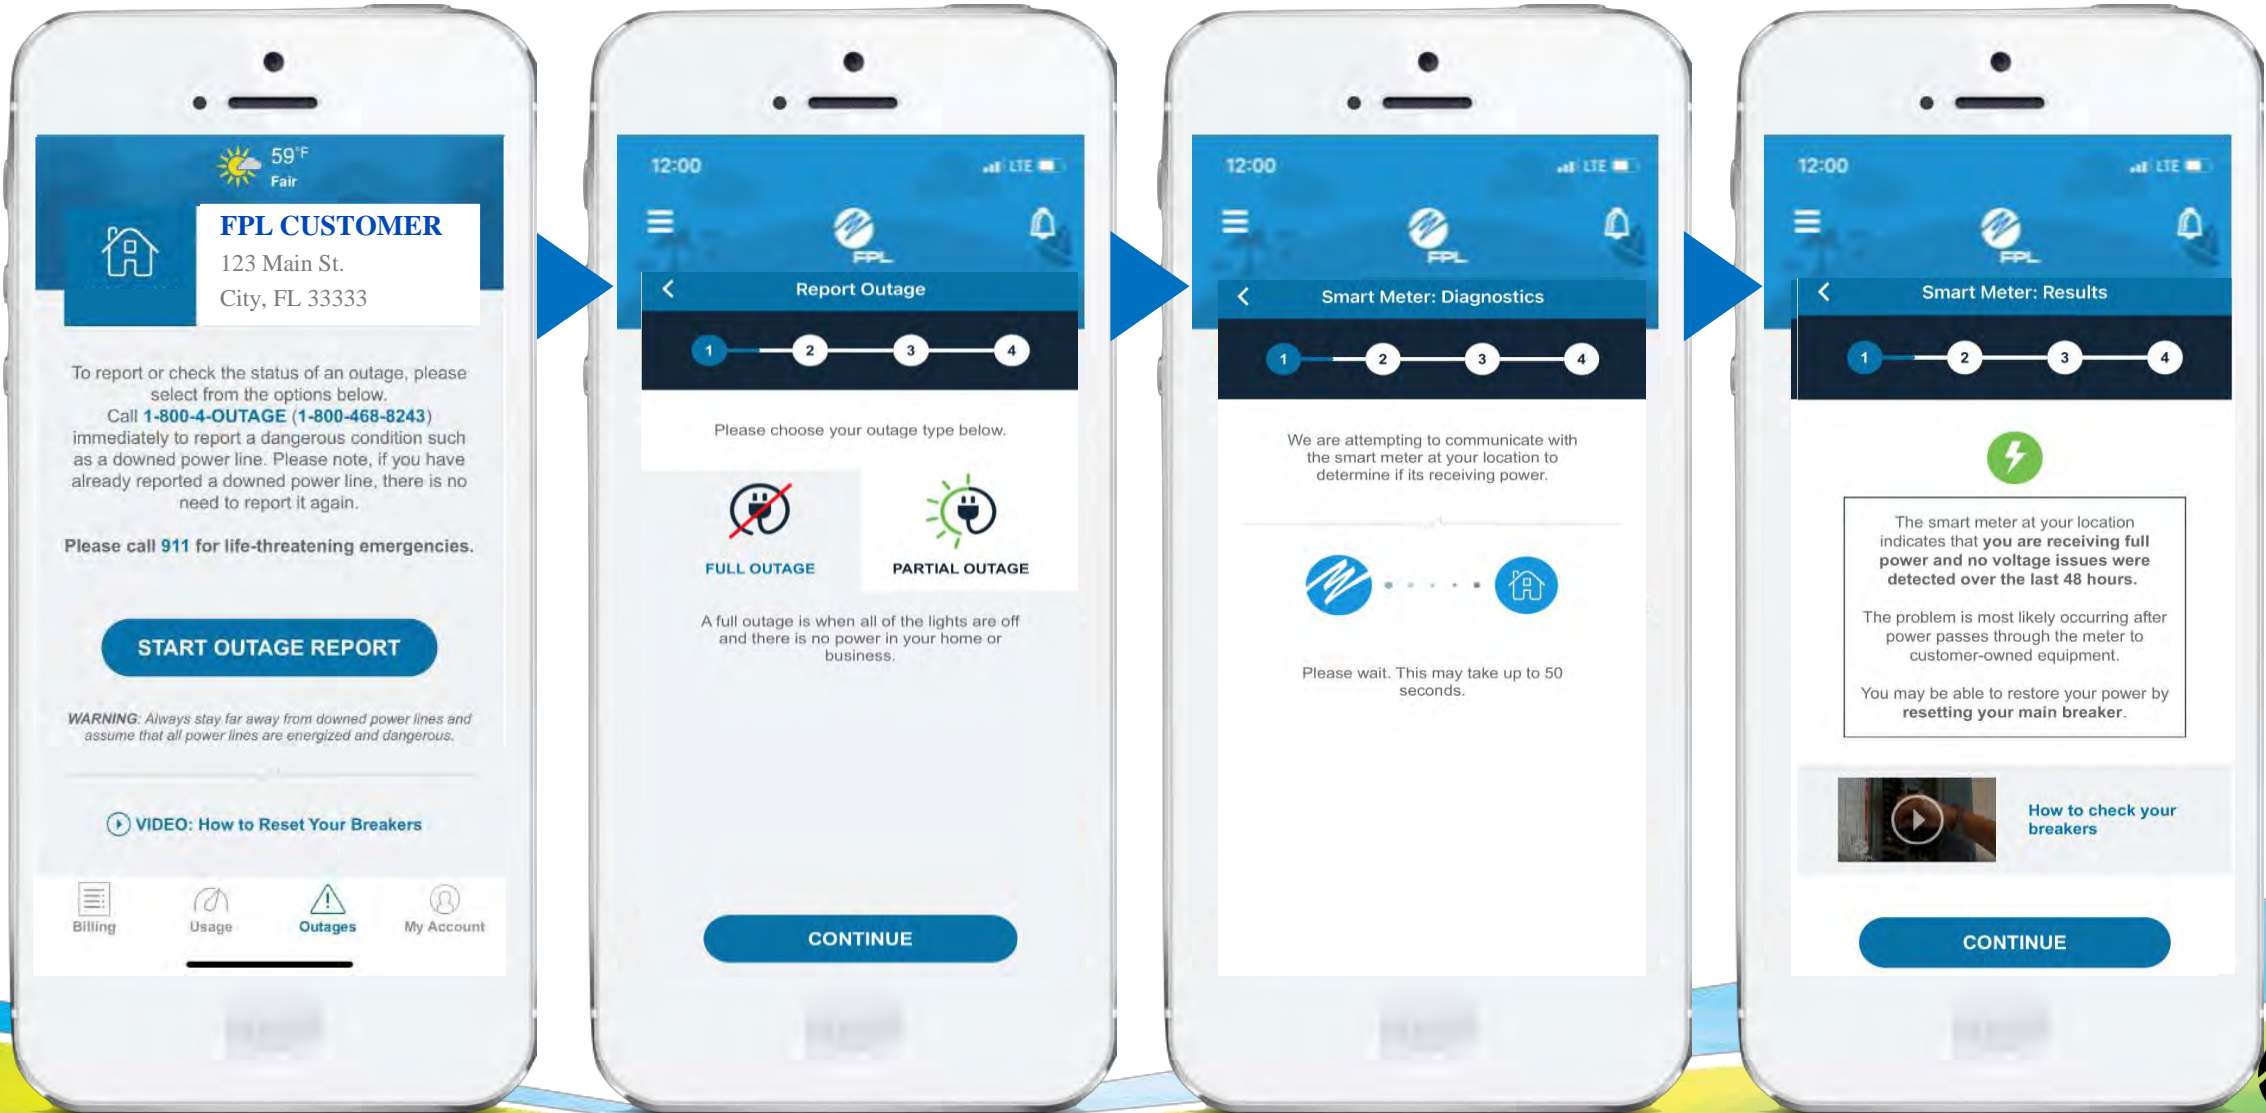 59°F
Fair
FPL CUSTOMER
123 Main St.
City, FL 33333
To report or check the status of an outage, please
select from the options below.
Call 1-800-4-OUTAGE (1-800-468-8243)
immediately to report a dangerous condition such
as a downed power line. Please note, if you have
already reported a downed power line, there is no
need to report it again.
Please call 911 for life-threatening emergencies.
START OUTAGE REPORT
WARNING: Always stay far away from downed power lines and
assume that all power lines are energized and dangerous.
VIDEO: How to Reset Your Breakers
Billing
Usage
Outages
My Account
12:00
LTE
FPL
Report Outage
1 2 3 4
Please choose your outage type below.
FULL OUTAGE
PARTIAL OUTAGE
A full outage is when all of the lights are off
and there is no power in your home or
business.
CONTINUE
12:00
LTE
FPL
Smart Meter: Diagnostics
1 2 3 4
We are attempting to communicate with
the smart meter at your location to
determine if its receiving power.
Please wait. This may take up to 50
seconds.
12:00
LTE
FPL
Smart Meter: Results
1 2 3 4
The smart meter at your location
indicates that you are receiving full
power and no voltage issues were
detected over the last 48 hours.
The problem is most likely occurring after
power passes through the meter to
customer-owned equipment.
You may be able to restore your power by
resetting your main breaker.
How to check your
breakers
CONTINUE